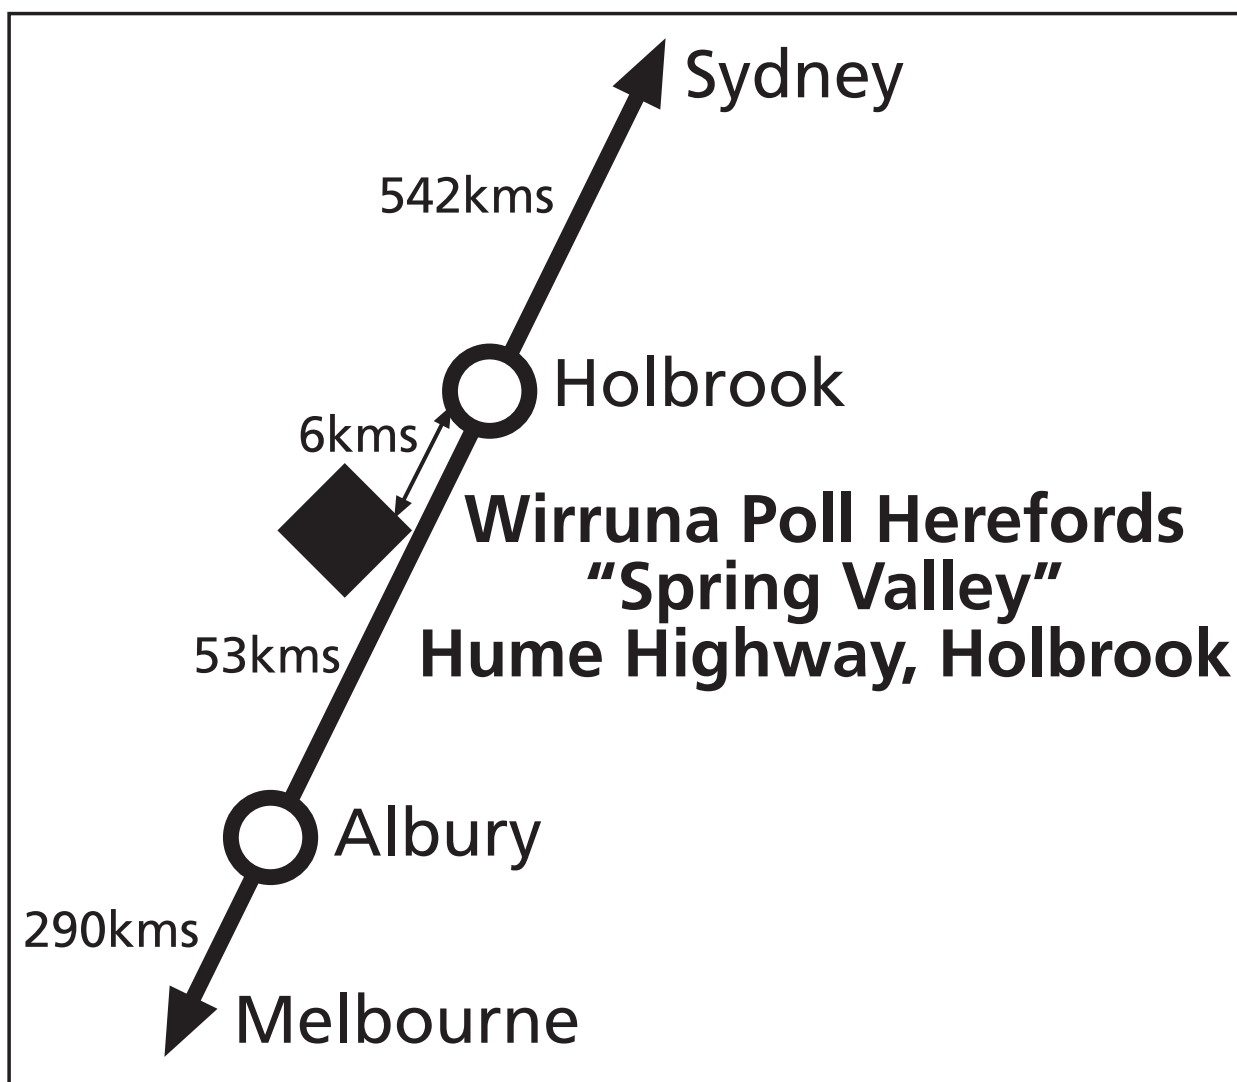 Sydney
542kms
Holbrook
6kms
Wirruna Poll Herefords
“Spring Valley”
Hume Highway, Holbrook
53kms
Albury
290kms
Melbourne